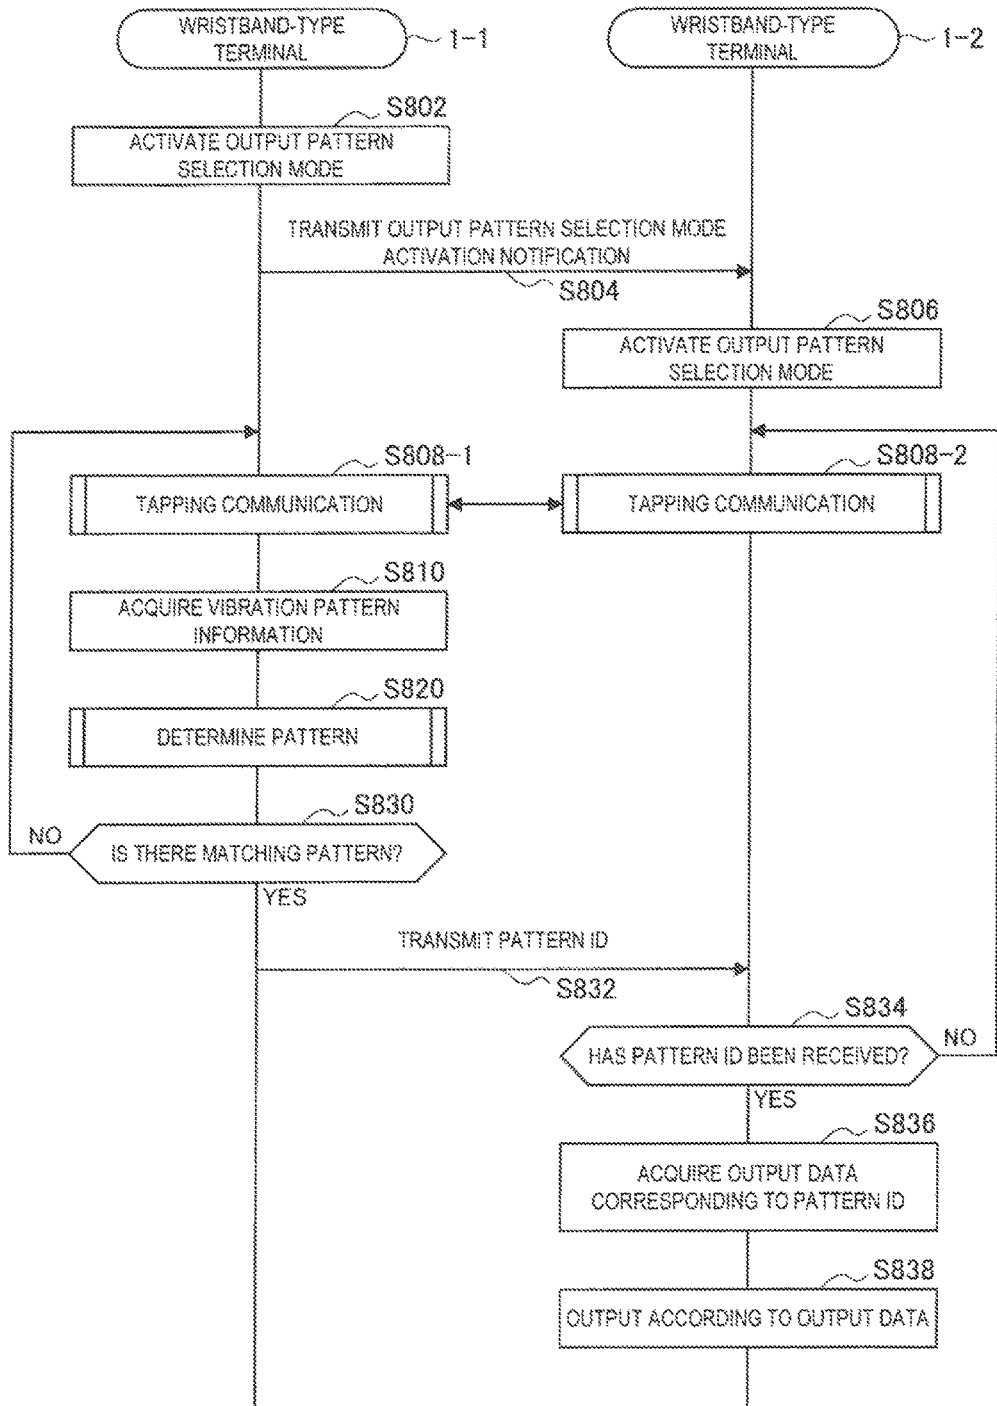 WRISTBAND-TYPE
TERMINAL
1-1
WRISTBAND-TYPE
TERMINAL
1-2
S802
ACTIVATE OUTPUT PATTERN
SELECTION MODE
TRANSMIT OUTPUT PATTERN SELECTION MODE
ACTIVATION NOTIFICATION
S804
S806
ACTIVATE OUTPUT PATTERN
SELECTION MODE
S808-1
TAPPING COMMUNICATION
S808-2
TAPPING COMMUNICATION
S810
ACQUIRE VIBRATION PATTERN
INFORMATION
S820
DETERMINE PATTERN
S830
NO
IS THERE MATCHING PATTERN?
YES
TRANSMIT PATTERN ID
S832
S834
HAS PATTERN ID BEEN RECEIVED?
NO
YES
S836
ACQUIRE OUTPUT DATA
CORRESPONDING TO PATTERN ID
S838
OUTPUT ACCORDING TO OUTPUT DATA